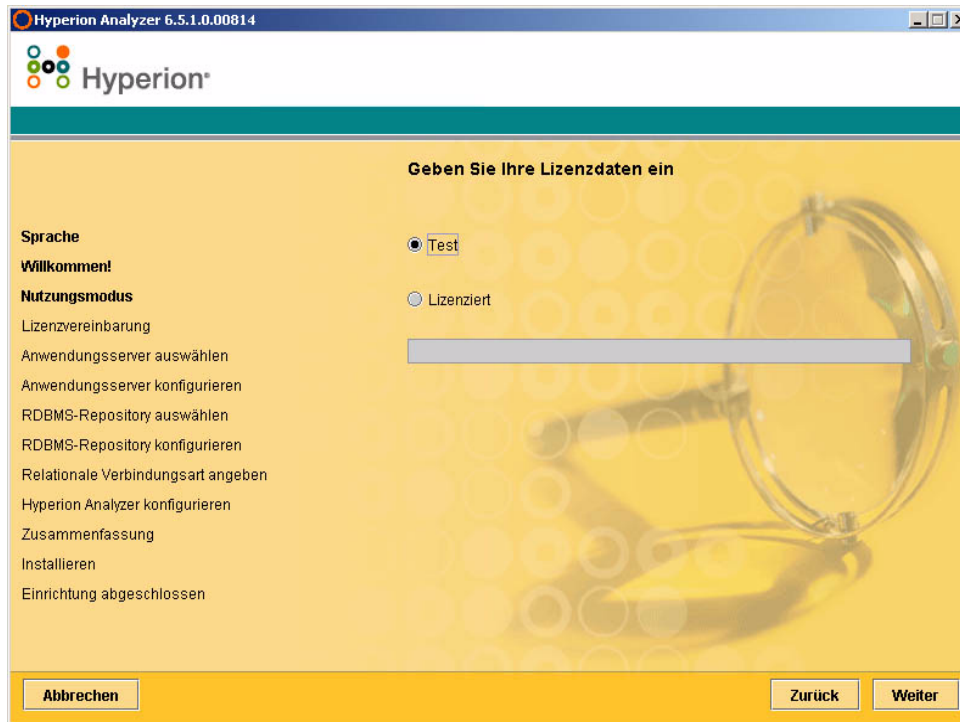 Hyperion Analyzer 6.5.1.0.00814
Hyperion
Geben Sie Ihre Lizenzdaten ein
Sprache
Willkommen!
Nutzungsmodus
Lizenzvereinbarung
Anwendungsserver auswählen
Anwendungsserver konfigurieren
RDBMS-Repository auswählen
RDBMS-Repository konfigurieren
Relationale Verbindungsart angeben
Hyperion Analyzer konfigurieren
Zusammenfassung
Installieren
Einrichtung abgeschlossen
Test
Lizenziert
Abbrechen
Zurück
Weiter